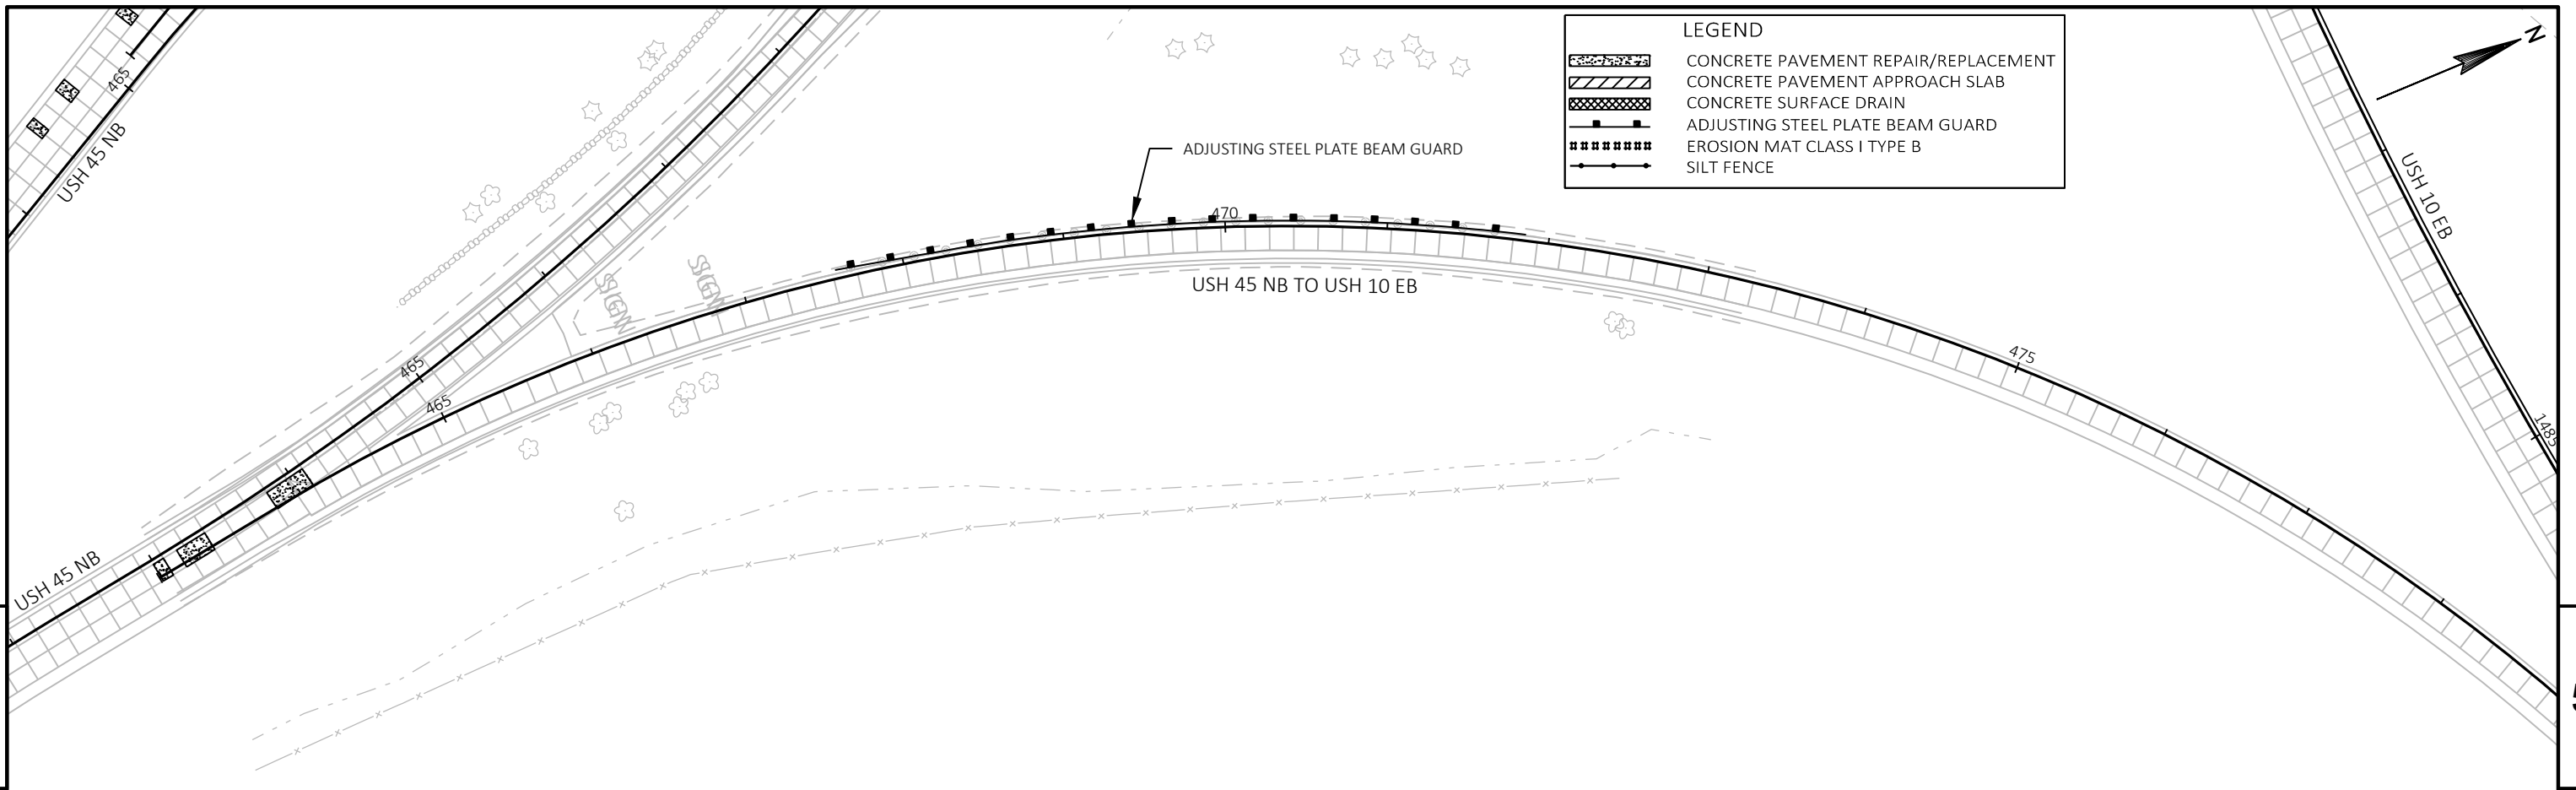 LEGEND
CONCRETE PAVEMENT REPAIR/REPLACEMENT
CONCRETE PAVEMENT APPROACH SLAB
CONCRETE SURFACE DRAIN
ADJUSTING STEEL PLATE BEAM GUARD
EROSION MAT CLASS I TYPE B
SILT FENCE
N
465
USH 45 NB
ADJUSTING STEEL PLATE BEAM GUARD
USH 10 EB
470
USH 45 NB TO USH 10 EB
SIGN
SIGN
465
465
475
1485
USH 45 NB